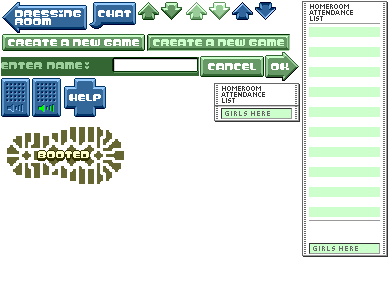 DRESSING
ROOM
CHAT
HOMEROOM
ATTENDANCE
LIST
CREATE A NEW GAME
CREATE A NEW GAME
ENTER NAME:
CANCEL
OK
HELP
HOMEROOM
ATTENDANCE
LIST
GIRLS HERE
BOOTED
GIRLS HERE